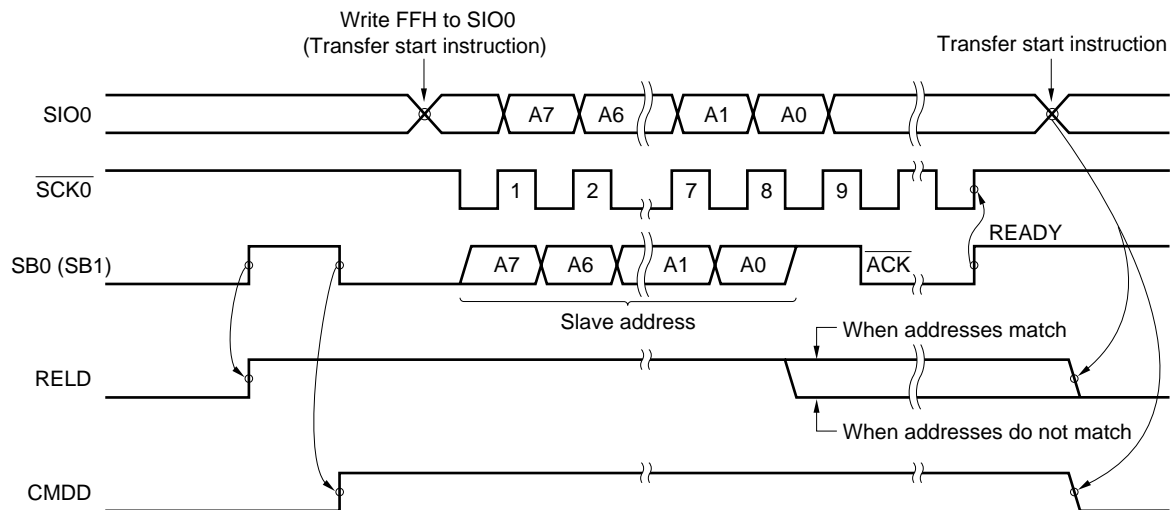 Write FFH to SIO0
(Transfer start instruction)
Transfer start instruction
SIO0 A7 A6 A1 A0
SCK0 1 2 7 8 9
READY
SB0 (SB1) A7 A6 A1 A0 ACK
Slave address
When addresses match
RELD
When addresses do not match
CMDD